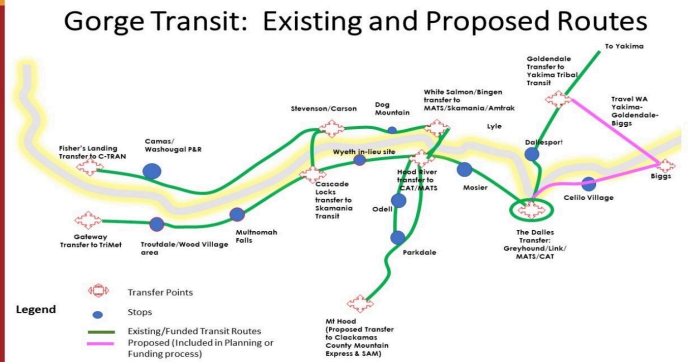 Gorge Transit: Existing and Proposed Routes
To Yakima
Goldendale
Transfer to
Yakima Tribal
Transit
White Salmon/Bingen
transfer to
MATS/Skamania/Amtrak
Travel WA
Yakima-
Goldendale-
Biggs
Stevenson/Carson
Dog
Mountain
Lyle
Fisher's Landing
Transfer to C-TRAN
Camas/
Washougal P&R
Wyeth in-lieu site
Dallesport
Biggs
Hood River
transfer to
CAT/MATS
Cascade
Locks
transfer to
Skamania
Transit
Mosier
Celilo Village
Odell
Gateway
Transfer to TriMet
Troutdale/Wood Village
area
Multnomah
Falls
The Dalles
Transfer:
Greyhound/Link/
MATS/CAT
Parkdale
Legend
Transfer Points
Stops
Existing/Funded Transit Routes
Proposed (Included in Planning or
Funding process)
Mt Hood
(Proposed Transfer
to Clackamas
County Mountain
Express & SAM)